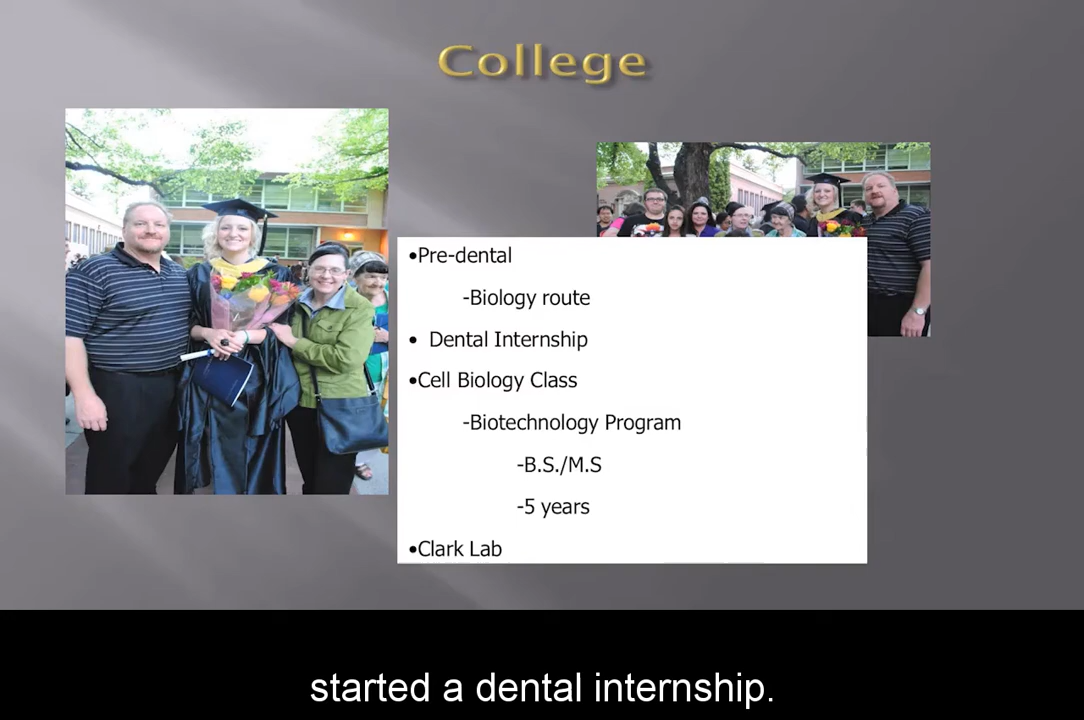 College
•Pre-dental
-Biology route
• Dental Internship
•Cell Biology Class
-Biotechnology Program
-B.S./M.S
-5 years
•Clark Lab
started a dental internship.